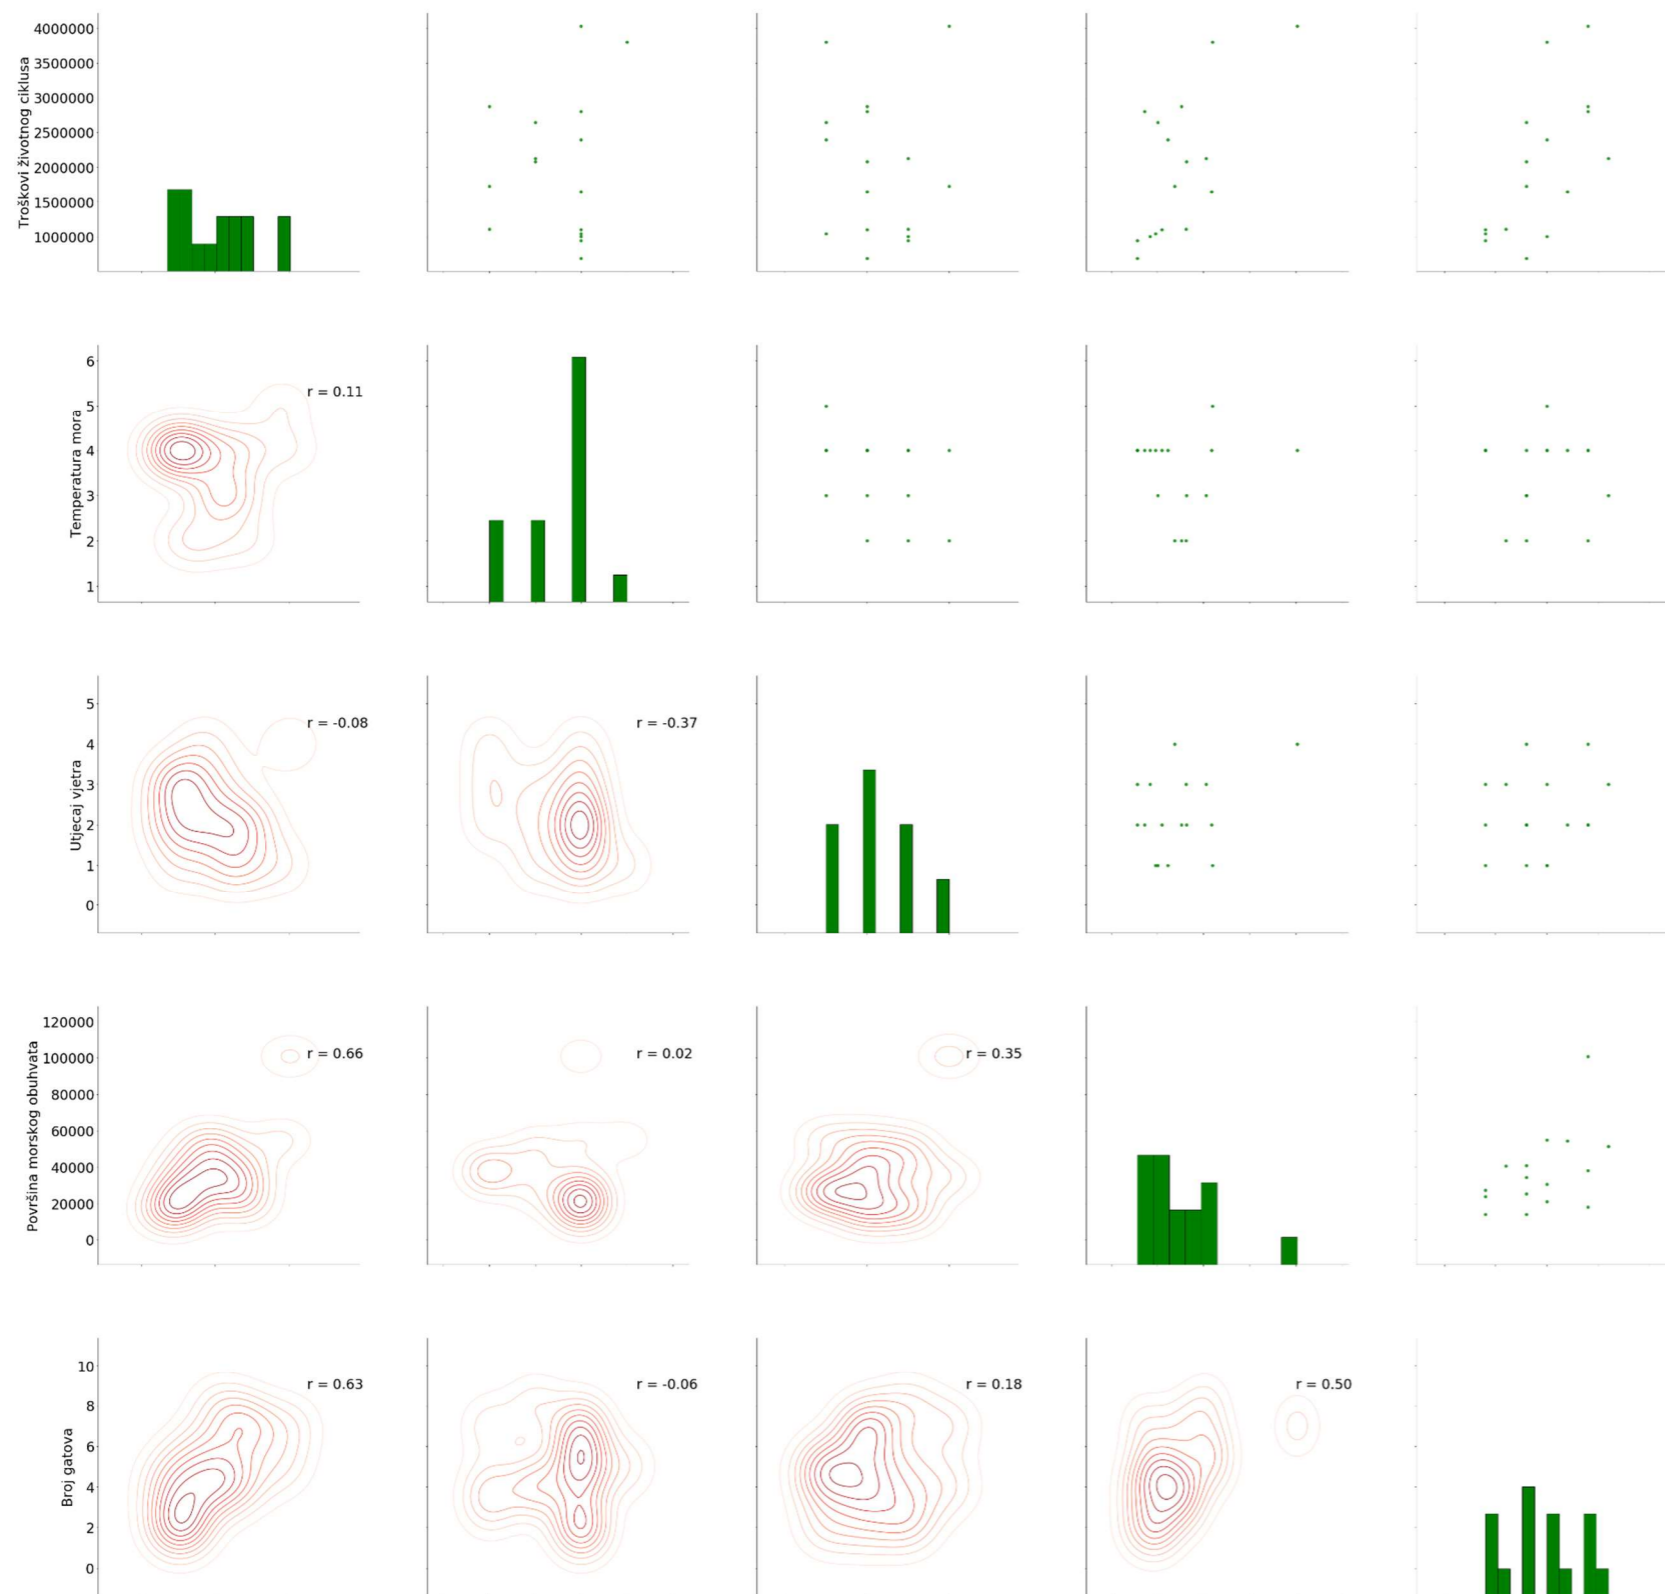 Troškovi životnog ciklusa
4000000
3500000
3000000
2500000
2000000
1500000
1000000
Temperatura mora
6
5
4
3
2
1
r = 0.11
Utjecaj vjetra
5
4
3
2
1
0
r = -0.08
r = -0.37
Površina morskog obuhvata
120000
100000
80000
60000
40000
20000
0
r = 0.66
r = 0.02
r = 0.35
Broj gatova
10
8
6
4
2
0
r = 0.63
r = -0.06
r = 0.18
r = 0.50